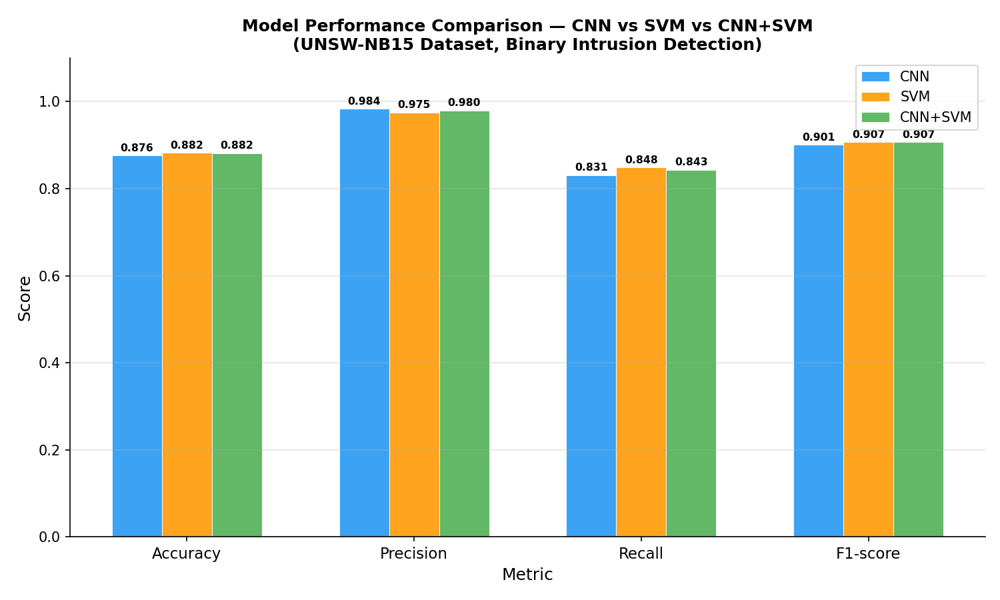 Model Performance Comparison — CNN vs SVM vs CNN+SVM
(UNSW-NB15 Dataset, Binary Intrusion Detection)
CNN
SVM
CNN+SVM
Score
1.0
0.8
0.6
0.4
0.2
0.0
0.876 0.882 0.882
0.984 0.975 0.980
0.831 0.848 0.843
0.901 0.907 0.907
Accuracy Precision Recall F1-score
Metric